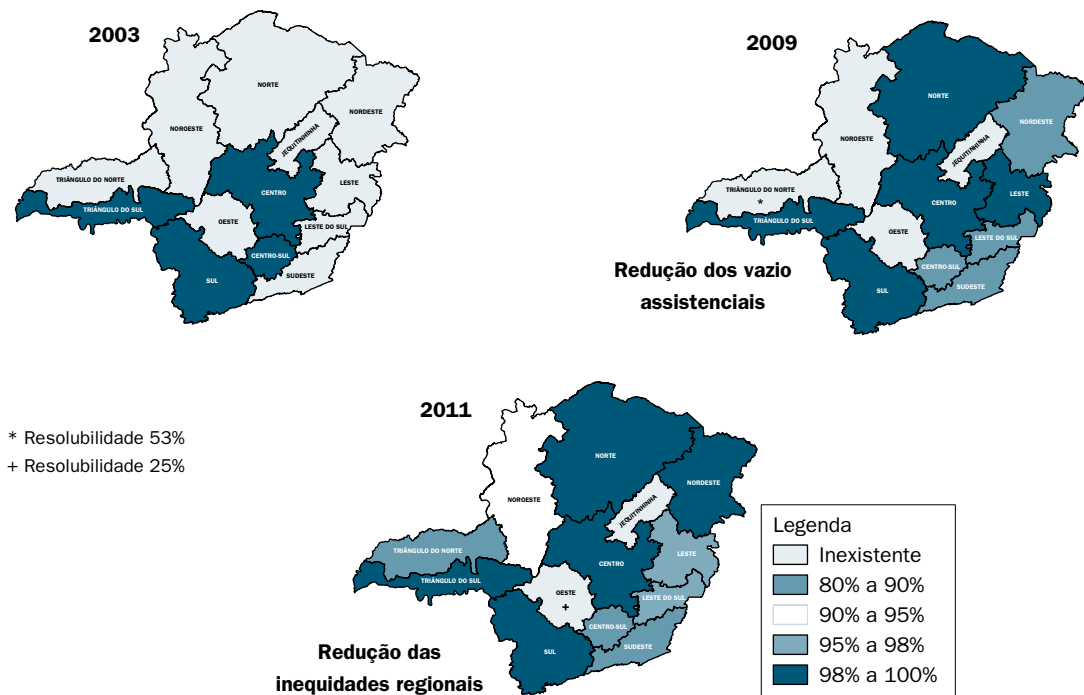 2003
NORTE
NORDESTE
NOROESTE
JEQUITINHINHA
TRIÂNGULO DO NORTE
LESTE
CENTRO
TRIÂNGULO DO SUL
OESTE
LESTE DO SUL
CENTRO-SUL
SUL
SUDESTE
2009
NORTE
NORDESTE
NOROESTE
JEQUITINHINHA
TRIÂNGULO DO NORTE
*
LESTE
CENTRO
TRIÂNGULO DO SUL
OESTE
LESTE DO SUL
CENTRO-SUL
SUL
SUDESTE
Redução dos vazio
assistenciais
2011
NORTE
NORDESTE
NOROESTE
JEQUITINHINHA
TRIÂNGULO DO NORTE
LESTE
CENTRO
TRIÂNGULO DO SUL
OESTE
+
LESTE DO SUL
CENTRO-SUL
SUL
SUDESTE
Redução das
inequidades regionais
* Resolubilidade 53%
+ Resolubilidade 25%
Legenda
Inexistente
80% a 90%
90% a 95%
95% a 98%
98% a 100%